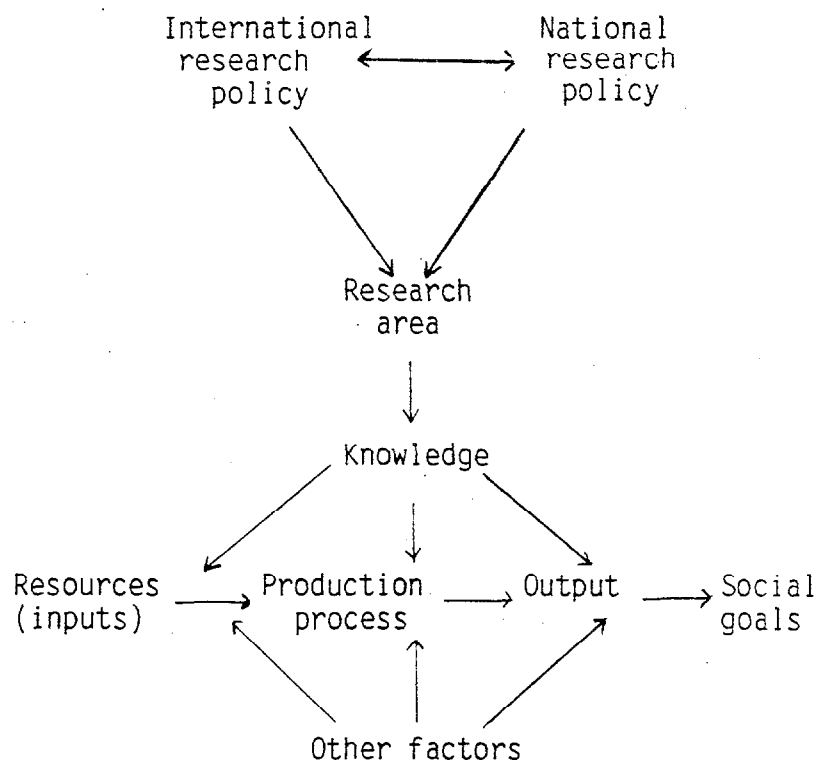 International
research
policy
National
research
policy
Research
area
Knowledge
Resources
(inputs)
Production
process
Output
Social
goals
Other factors